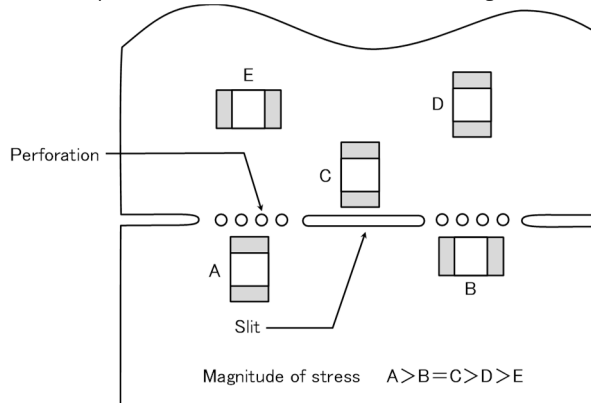 E
D
Perforation
C
A
B
Slit
Magnitude of stress A＞B＝C＞D＞E